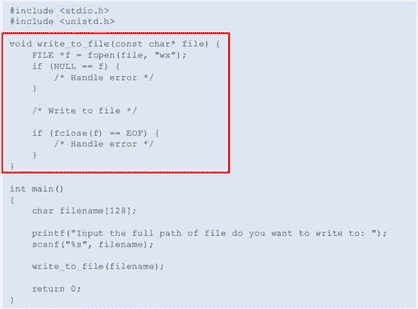 #include <stdio.h>
#include <unistd.h>
void write_to_file(const char* file) {
FILE *f = fopen(file, "wx");
if (NULL == f) {
/* Handle error */
}
/* Write to file */
if (fclose(f) == EOF) {
/* Handle error */
}
}
int main()
{
char filename[128];
printf("Input the full path of file do you want to write to: ");
scanf("%s", filename);
write_to_file(filename);
return 0;
}